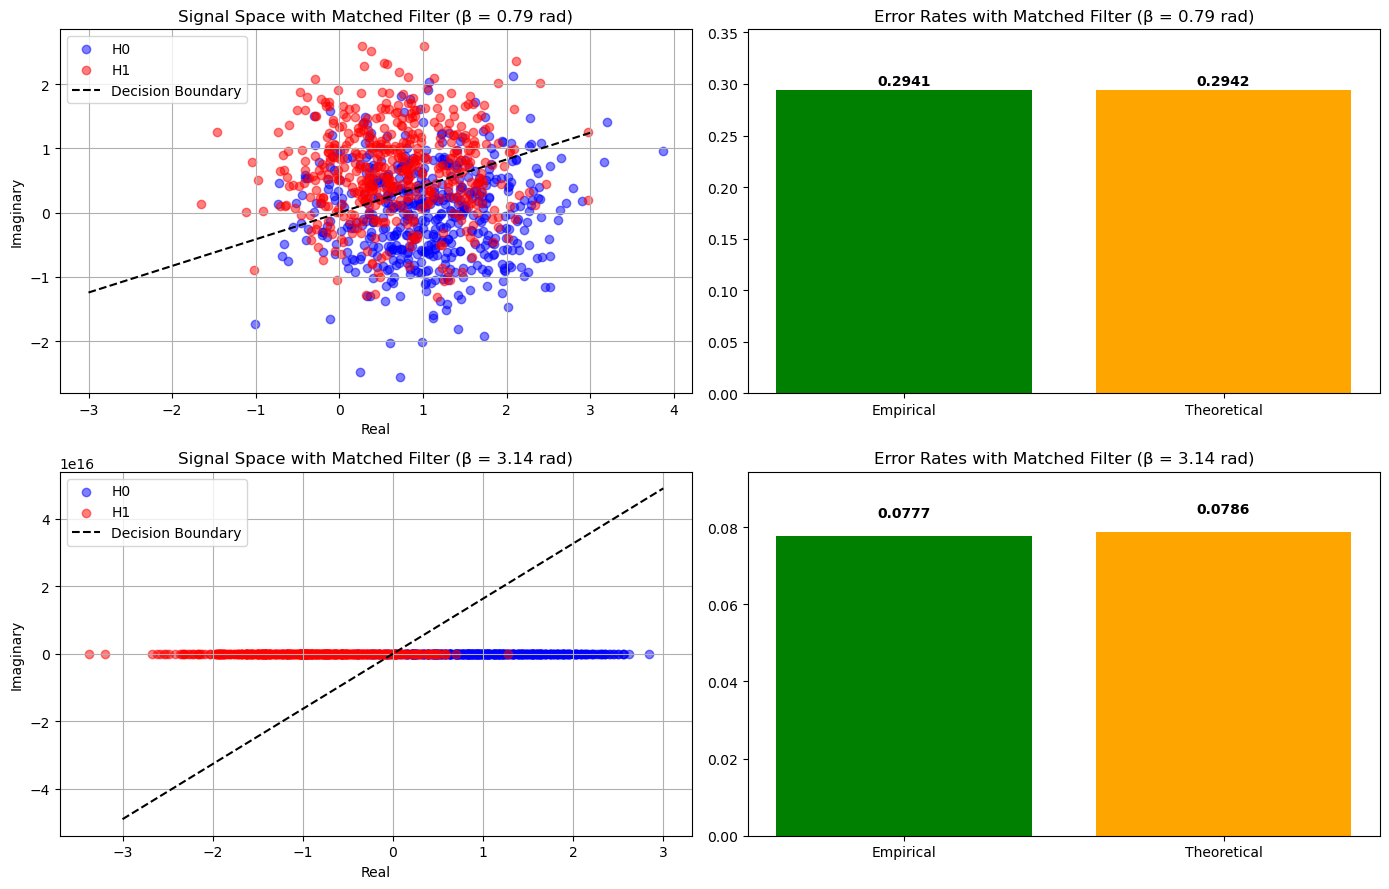 Signal Space with Matched Filter (β = 0.79 rad)
H0
H1
Decision Boundary
2
1
0
−1
−2
Imaginary
−3
−2
−1
0
1
2
3
4
Real
Error Rates with Matched Filter (β = 0.79 rad)
0.35
0.30
0.25
0.20
0.15
0.10
0.05
0.00
0.2941
0.2942
Empirical
Theoretical
1e16
Signal Space with Matched Filter (β = 3.14 rad)
H0
H1
Decision Boundary
4
2
0
−2
−4
Imaginary
−3
−2
−1
0
1
2
3
Real
Error Rates with Matched Filter (β = 3.14 rad)
0.08
0.06
0.04
0.02
0.00
0.0777
0.0786
Empirical
Theoretical